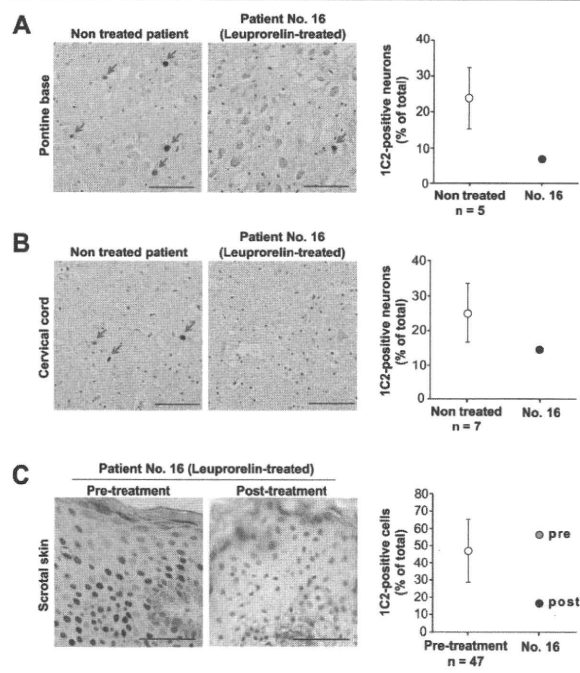 A
Non treated patient
Patient No. 16
(Leuprorelin-treated)
Pontine base
1C2-positive neurons
(% of total)
40
30
20
10
0
Non treated
n = 5
No. 16
B
Non treated patient
Patient No. 16
(Leuprorelin-treated)
Cervical cord
1C2-positive neurons
(% of total)
40
30
20
10
0
Non treated
n = 7
No. 16
C
Patient No. 16 (Leuprorelin-treated)
Pre-treatment
Post-treatment
Scrotal skin
1C2-positive cells
(% of total)
80
70
60
50
40
30
20
10
0
pre
post
Pre-treatment
n = 47
No. 16